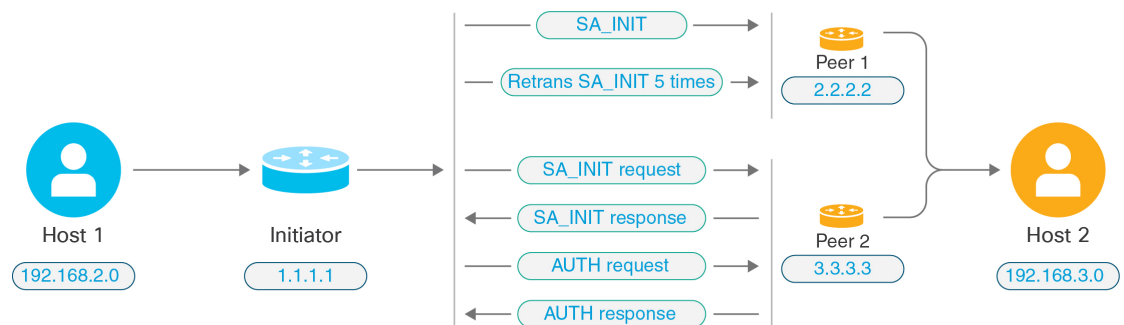 SA_INIT
Retrans SA_INIT 5 times
Peer 1
2.2.2.2
SA_INIT request
SA_INIT response
AUTH request
AUTH response
Peer 2
3.3.3.3
Host 1
192.168.2.0
Initiator
1.1.1.1
Host 2
192.168.3.0